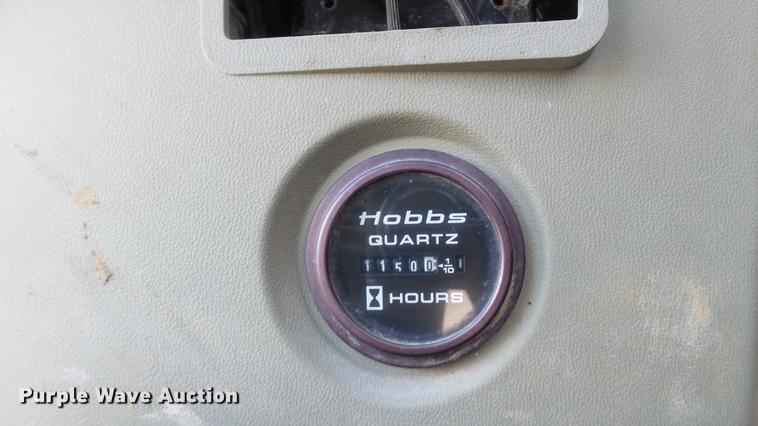 Hobbs
QUARTZ
11500 ◄1/10
HOURS
Purple Wave Auction